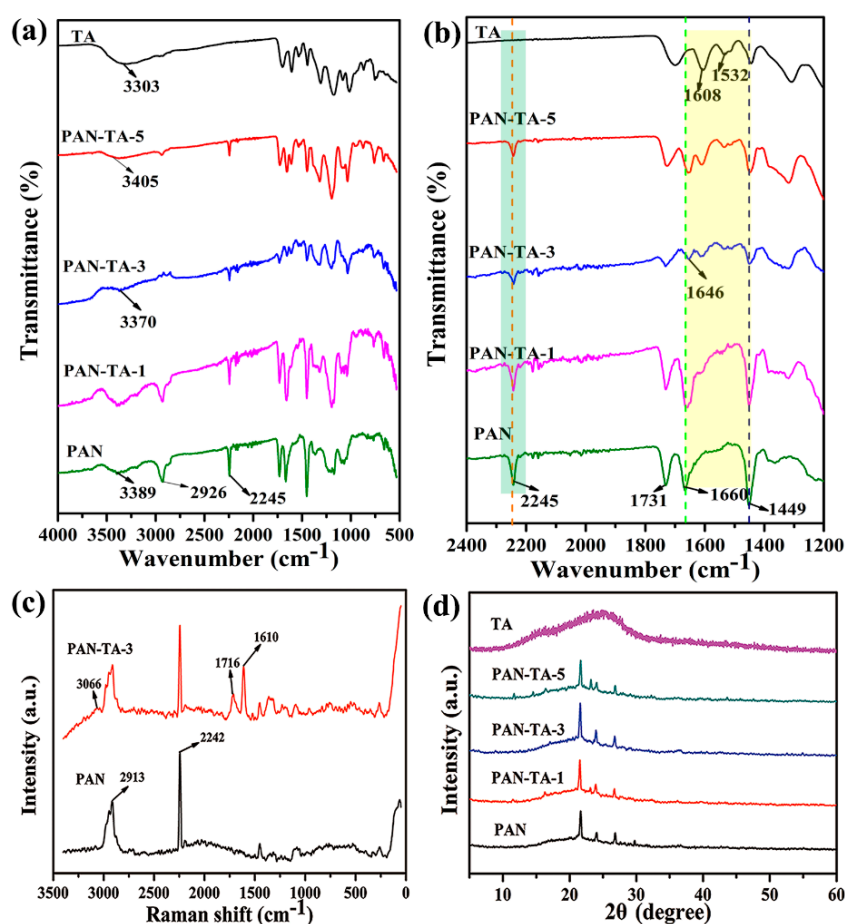 (a)
TA
3303
PAN-TA-5
3405
PAN-TA-3
3370
PAN-TA-1
PAN
3389
2926
2245
4000 3500 3000 2500 2000 1500 1000 500
Wavenumber (cm-1)
Transmittance (%)
(b)
TA
1532
1608
PAN-TA-5
PAN-TA-3
1646
PAN-TA-1
PAN
2245
1731
1660
1449
2400 2200 2000 1800 1600 1400 1200
Wavenumber (cm-1)
Transmittance (%)
(c)
PAN-TA-3
3066
1716
1610
2242
PAN
2913
3500 3000 2500 2000 1500 1000 500 0
Raman shift (cm-1)
Intensity (a.u.)
(d)
TA
PAN-TA-5
PAN-TA-3
PAN-TA-1
PAN
10 20 30 40 50 60
2θ (degree)
Intensity (a.u.)